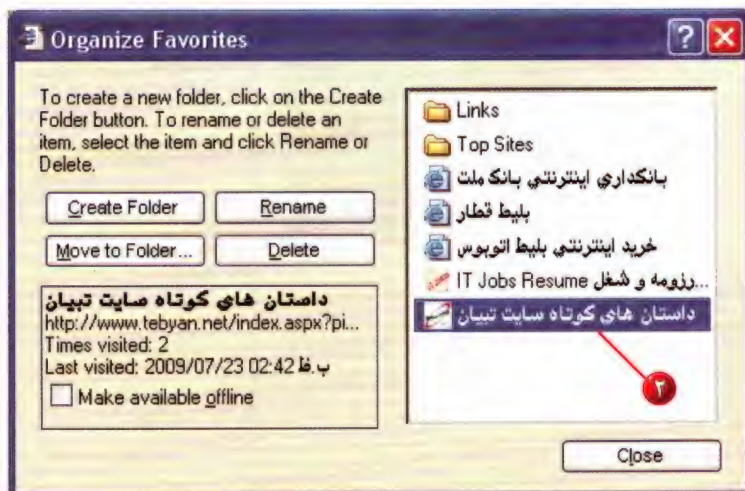 Organize Favorites
To create a new folder, click on the Create
Folder button. To rename or delete an
item, select the item and click Rename or
Delete.
Create Folder
Rename
Move to Folder...
Delete
داستان های کوتاه سایت تبیان
http://www.tebyan.net/index.aspx?pi...
Times visited: 2
Last visited: 2009/07/23 02:42 ب.ظ
Make available offline
Links
Top Sites
بانکداري اینترنتي بانک ملت
بلیط قطار
خرید اینترنتي بلیط اتوبوس
IT Jobs Resume رزومه و شغل...
داستان های کوتاه سایت تبیان
۲
Close